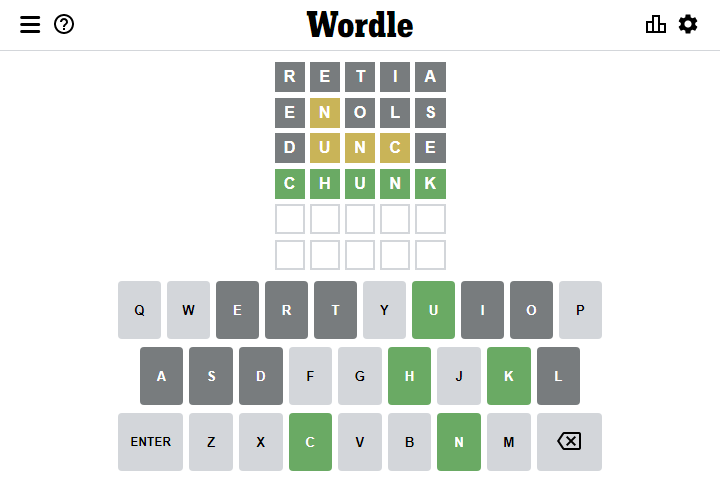 Wordle
R E T I A
E N O L S
D U N C E
C H U N K
Q W E R T Y U I O P
A S D F G H J K L
ENTER Z X C V B N M